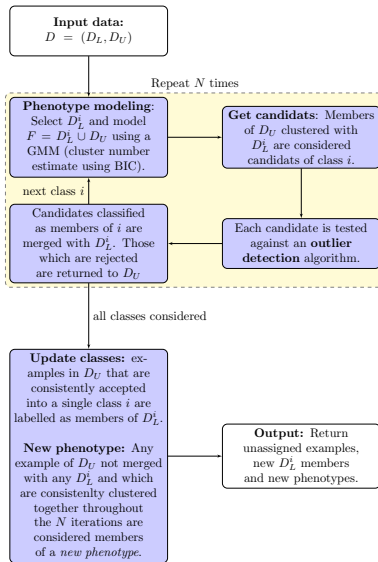 Input data:
D = (D_L, D_U)
Repeat N times
Phenotype modeling:
Select D_L^i and model
F = D_L^i ∪ D_U using a
GMM (cluster number
estimate using BIC).
Get candidats: Members
of D_U clustered with
D_L^i are considered
candidats of class i.
next class i
Candidates classified
as members of i are
merged with D_L^i. Those
which are rejected
are returned to D_U
Each candidate is tested
against an outlier
detection algorithm.
all classes considered
Update classes: ex-
amples in D_U that are
consistently accepted
into a single class i are
labelled as members of D_L^i.
New phenotype: Any
example of D_U not merged
with any D_L^i and which
are consistenlty clustered
together throughout
the N iterations are
considered members
of a new phenotype.
Output: Return
unassigned examples,
new D_L^i members
and new phenotypes.